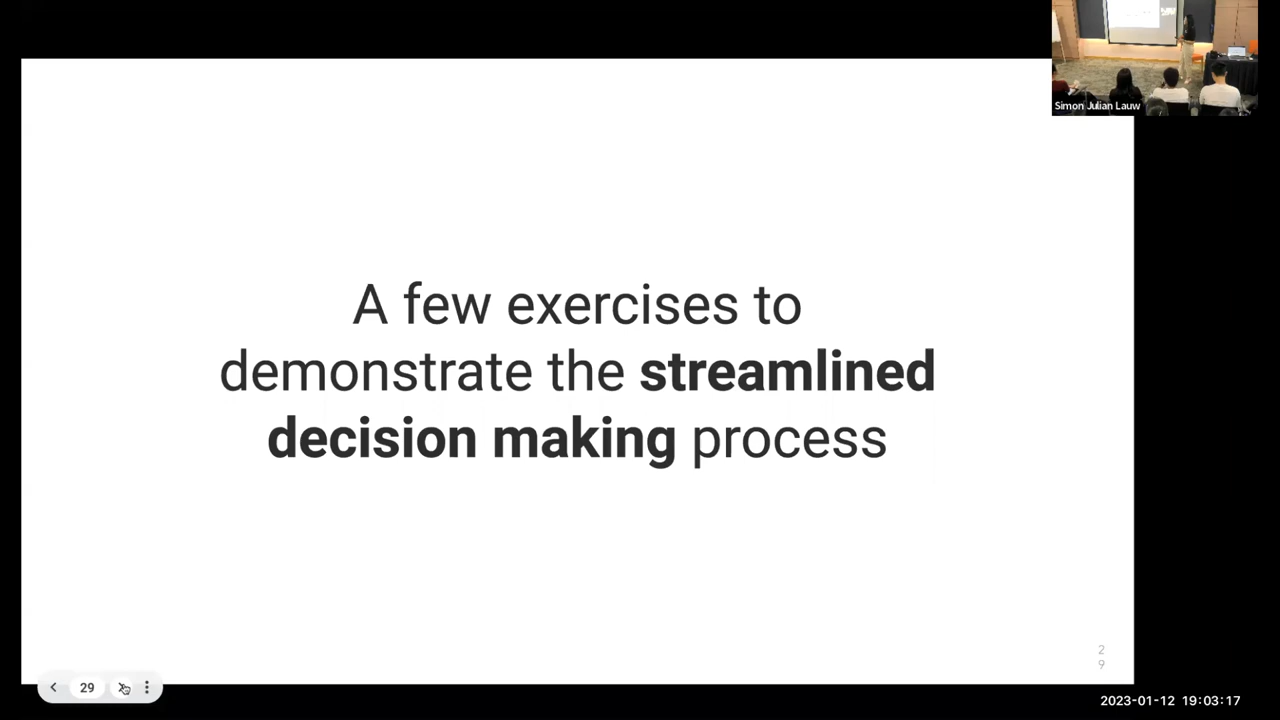 Simon Julian Lauw
A few exercises to
demonstrate the streamlined
decision making process
2
9
29
2023-01-12 19:03:17